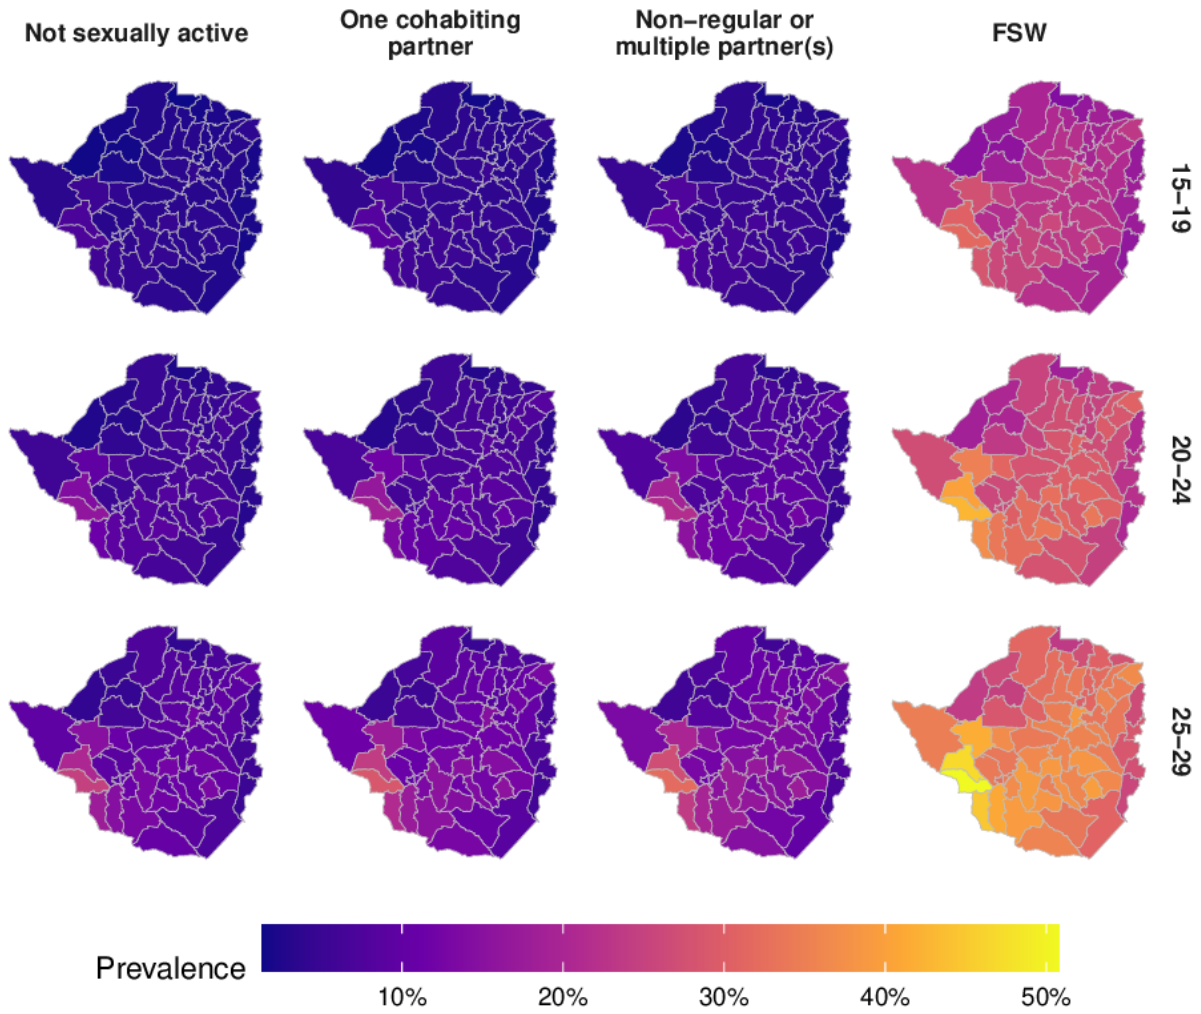 Not sexually active
One cohabiting
partner
Non−regular or
multiple partner(s)
FSW
15−19
20−24
25−29
Prevalence
10%
20%
30%
40%
50%